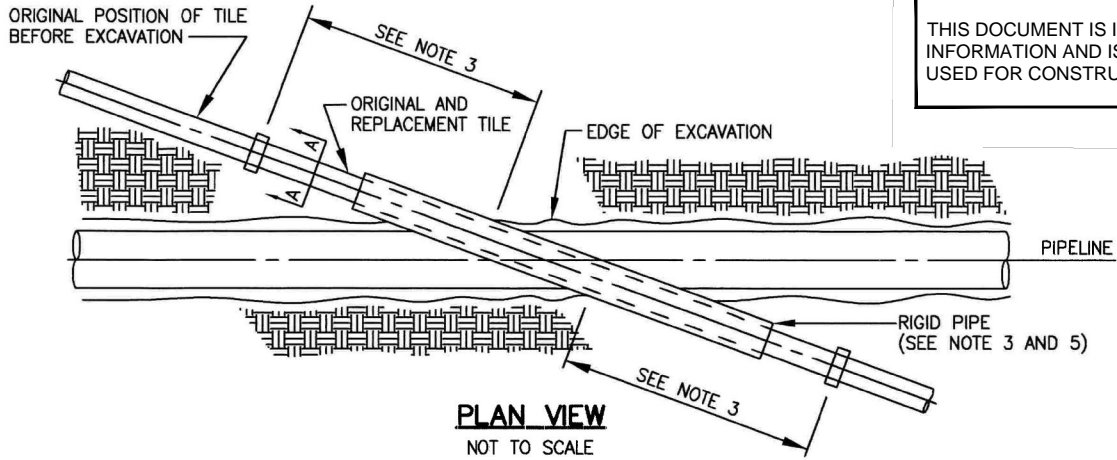 ORIGINAL POSITION OF TILE
BEFORE EXCAVATION
SEE NOTE 3
THIS DOCUMENT IS
INFORMATION AND
USED FOR
ORIGINAL AND
REPLACEMENT TILE
EDGE OF EXCAVATION
A
A
PIPELINE
RIGID PIPE
(SEE NOTE 3 AND 5)
SEE NOTE 3
PLAN VIEW
NOT TO SCALE